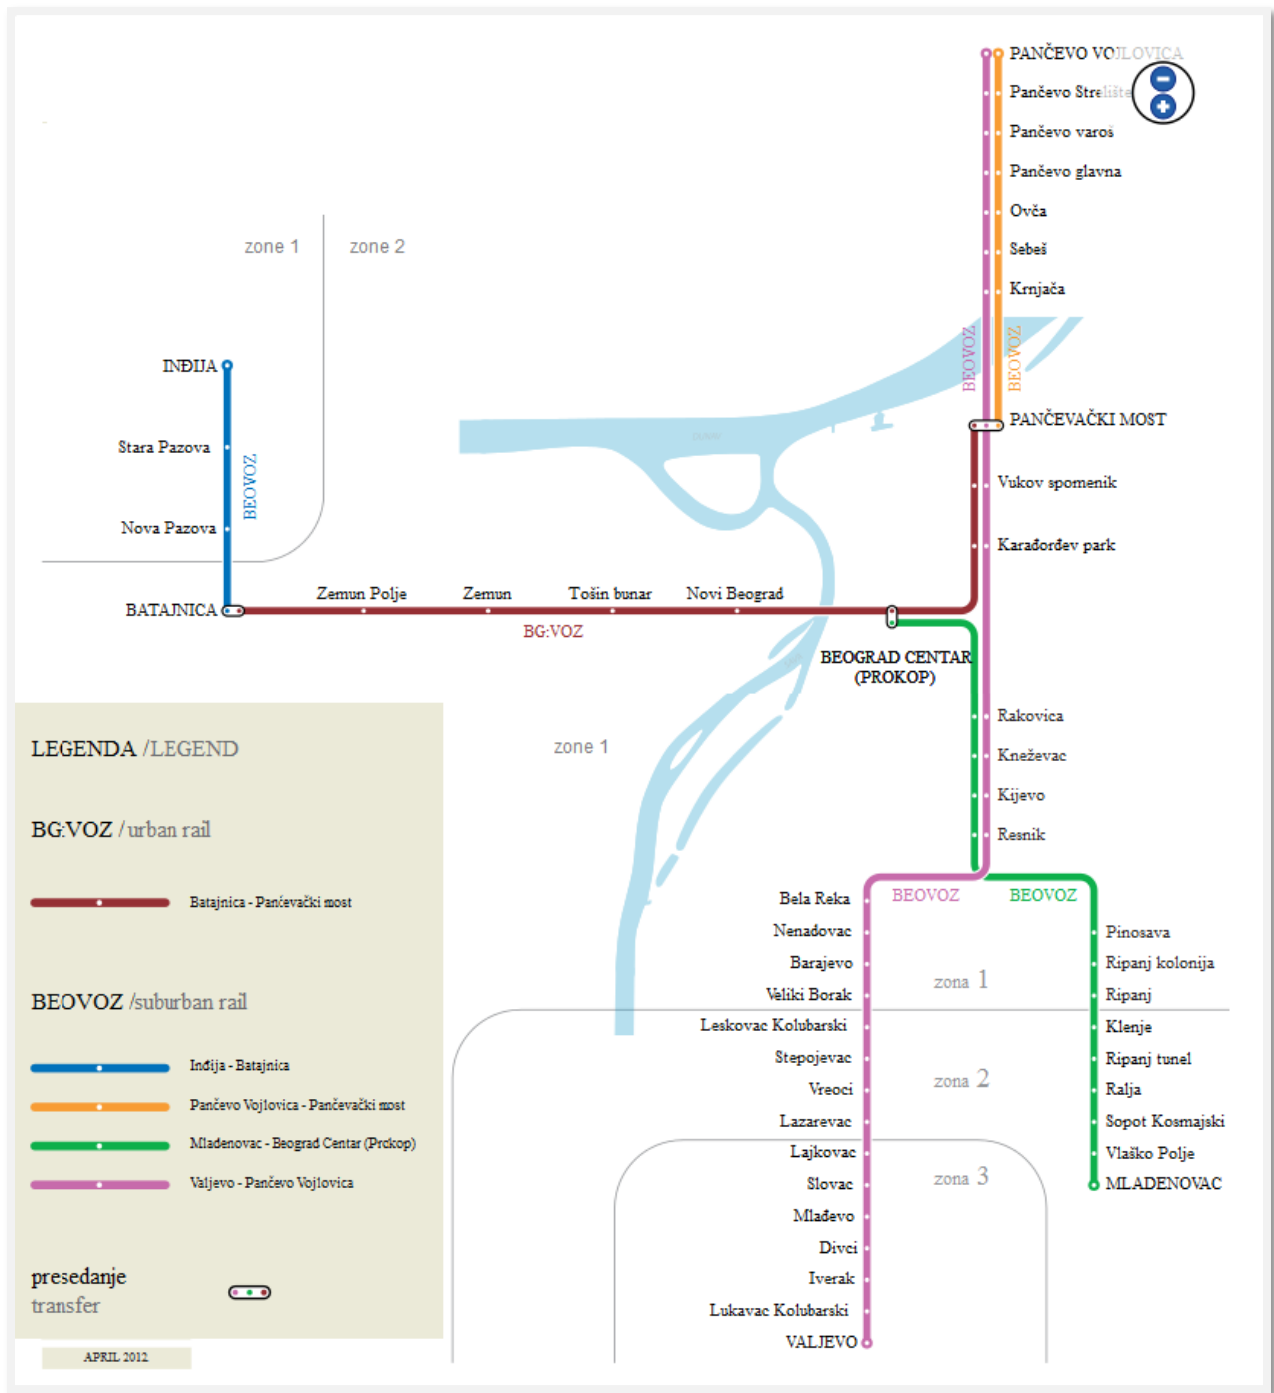 PANČEVO VOJLOVICA
Pančevo Strelište
Pančevo varoš
Pančevo glavna
Ovča
Sebeš
Krnjača
BEOVOZ
BEOVOZ
PANČEVAČKI MOST
Vukov spomenik
Karađorđev park
zone 1
zone 2
INĐIJA
Stara Pazova
BEOVOZ
Nova Pazova
BATAJNICA
Zemun Polje
Zemun
Tošin bunar
Novi Beograd
BG:VOZ
BEOGRAD CENTAR
(PROKOP)
Rakovica
Kneževac
Kijevo
Resnik
zone 1
BEOVOZ
BEOVOZ
Bela Reka
Nenadovac
Barajevo
Veliki Borak
Leskovac Kolubarski
Stepojevac
Vreoci
Lazarevac
Lajkovac
Slovac
Mlađevo
Divci
Iverak
Lukavac Kolubarski
VALJEVO
zona 1
zona 2
zona 3
Pinosava
Ripanj kolonija
Ripanj
Klenje
Ripanj tunel
Ralja
Sopot Kosmajski
Vlaško Polje
MLADENOVAC
LEGENDA /LEGEND
BG:VOZ /urban rail
Batajnica - Pančevački most
BEOVOZ /suburban rail
Inđija - Batajnica
Pančevo Vojlovica - Pančevački most
Mladenovac - Beograd Centar (Prokop)
Valjevo - Pančevo Vojlovica
presedanje
transfer
APRIL 2012